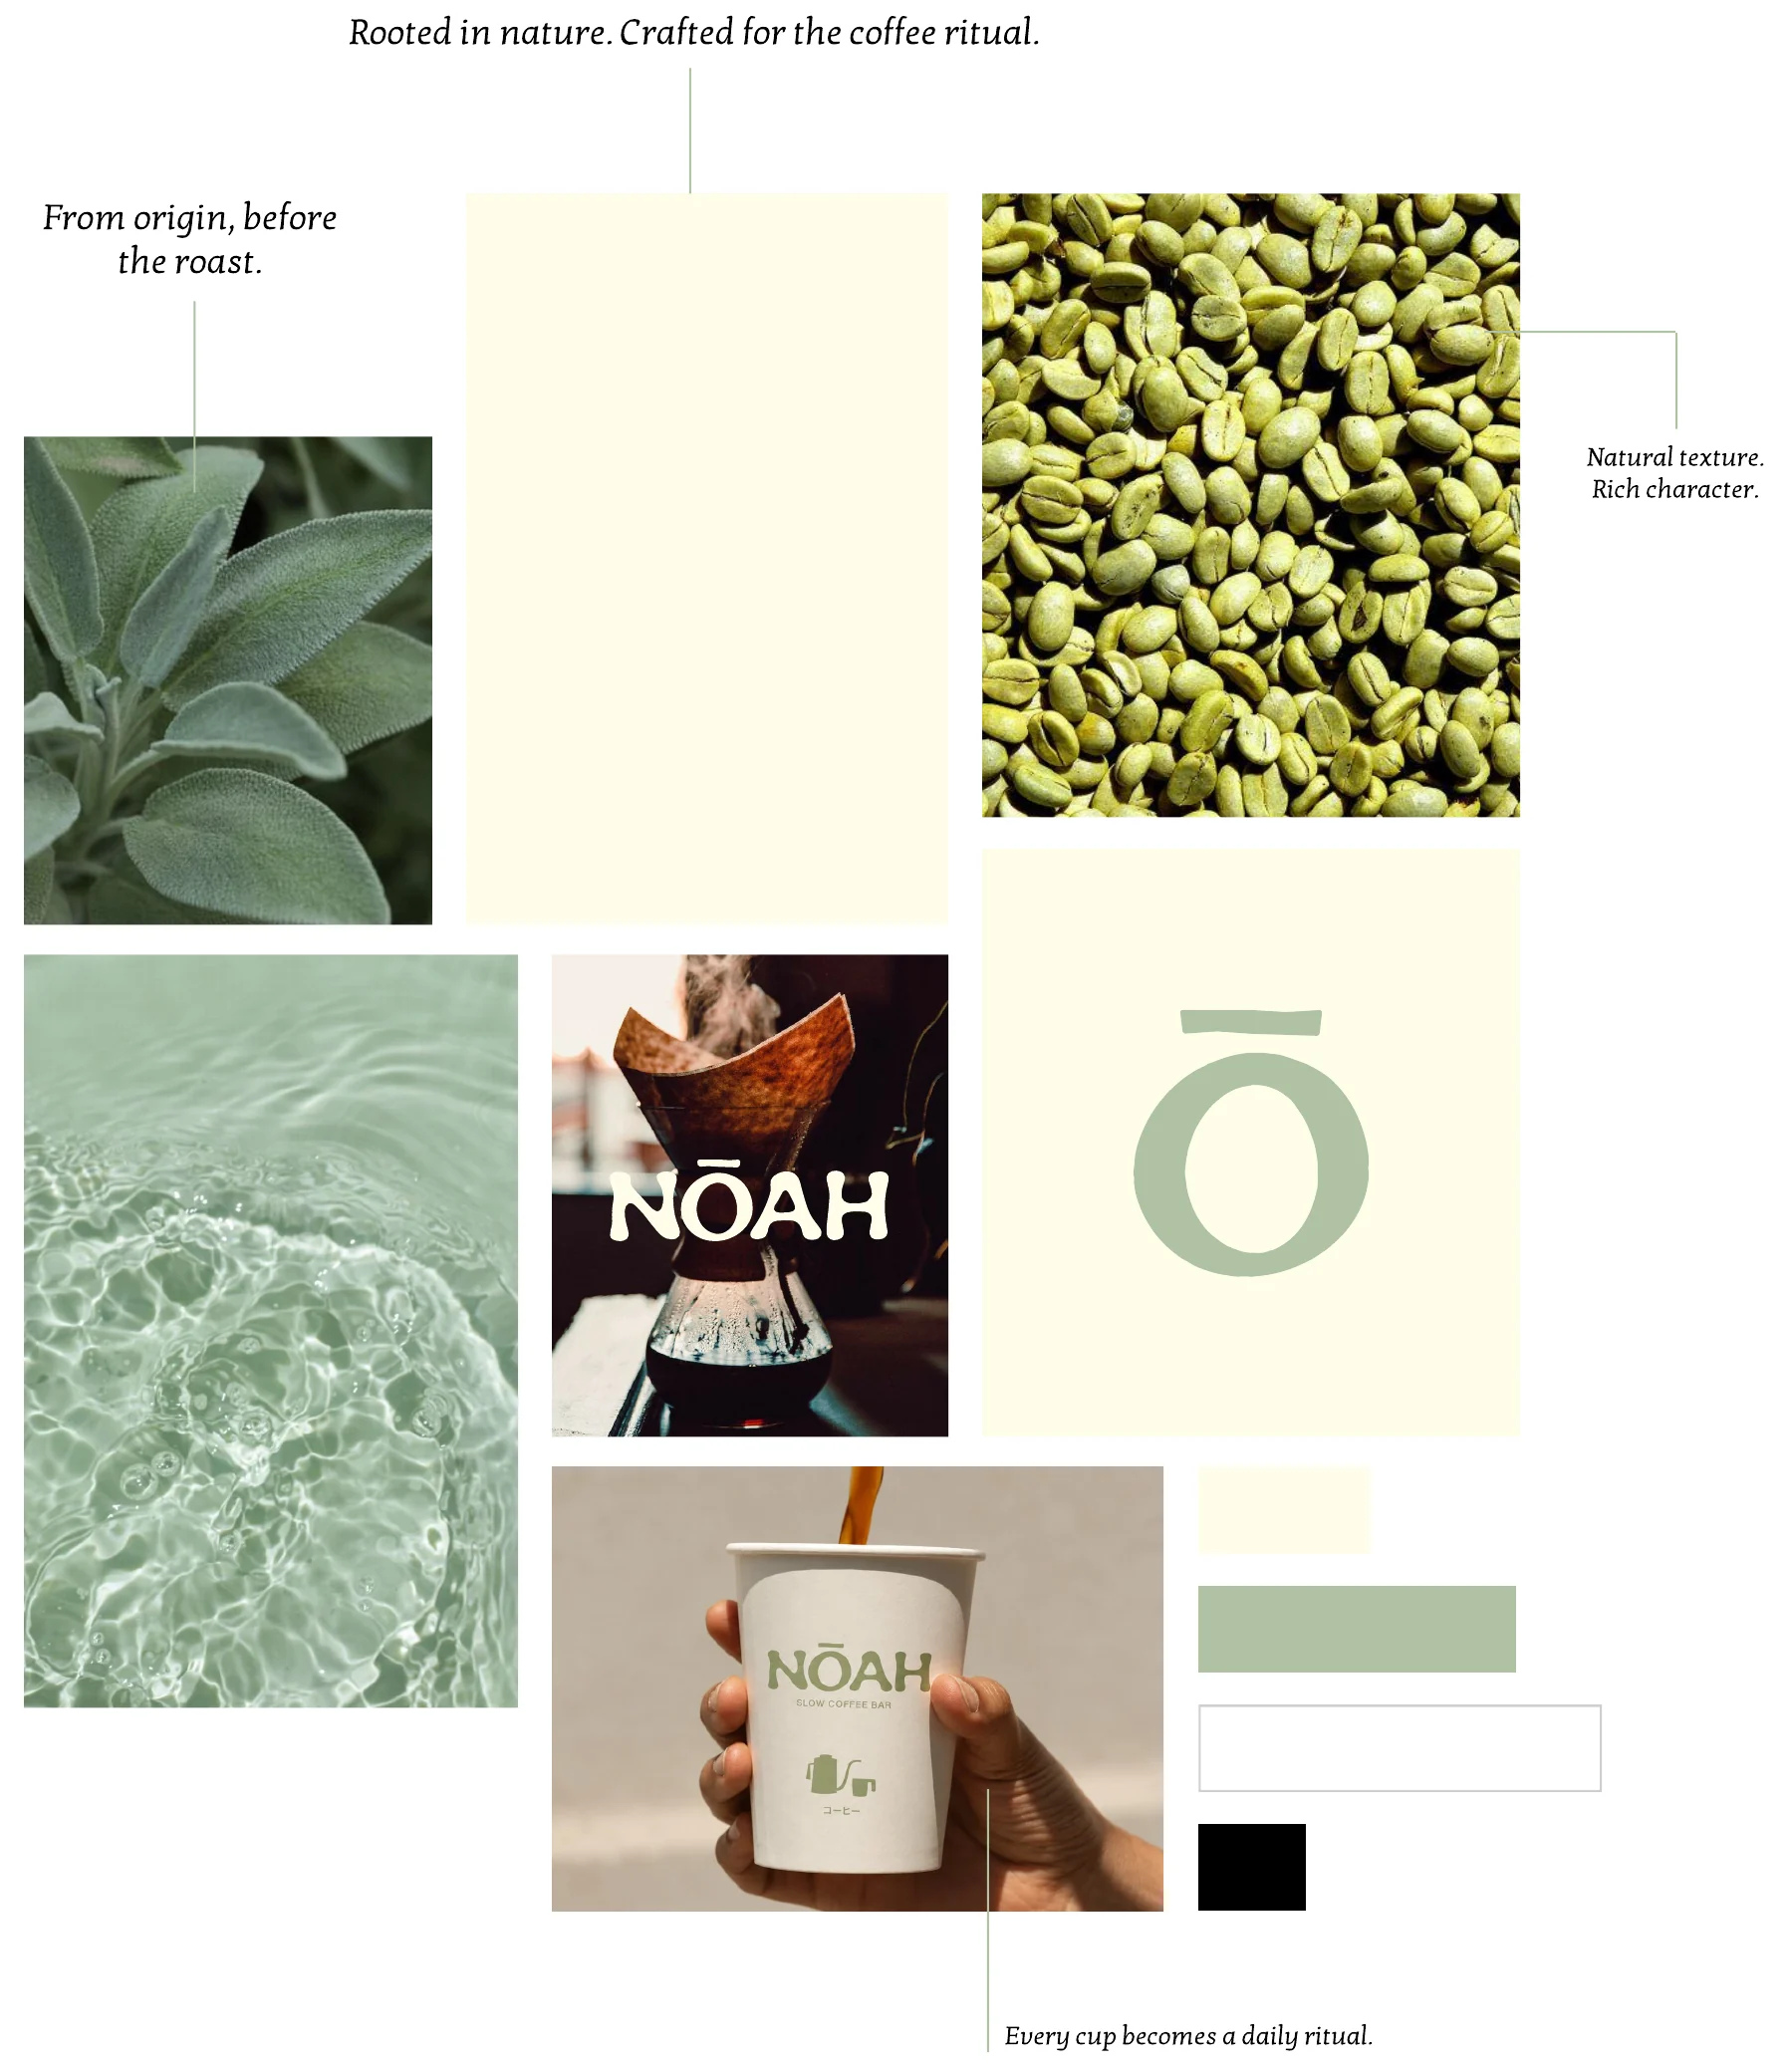 Rooted in nature. Crafted for the coffee ritual.
From origin, before
the roast.
Natural texture.
Rich character.
NŌAH
Ō
NŌAH
SLOW COFFEE BAR
コーヒー
Every cup becomes a daily ritual.